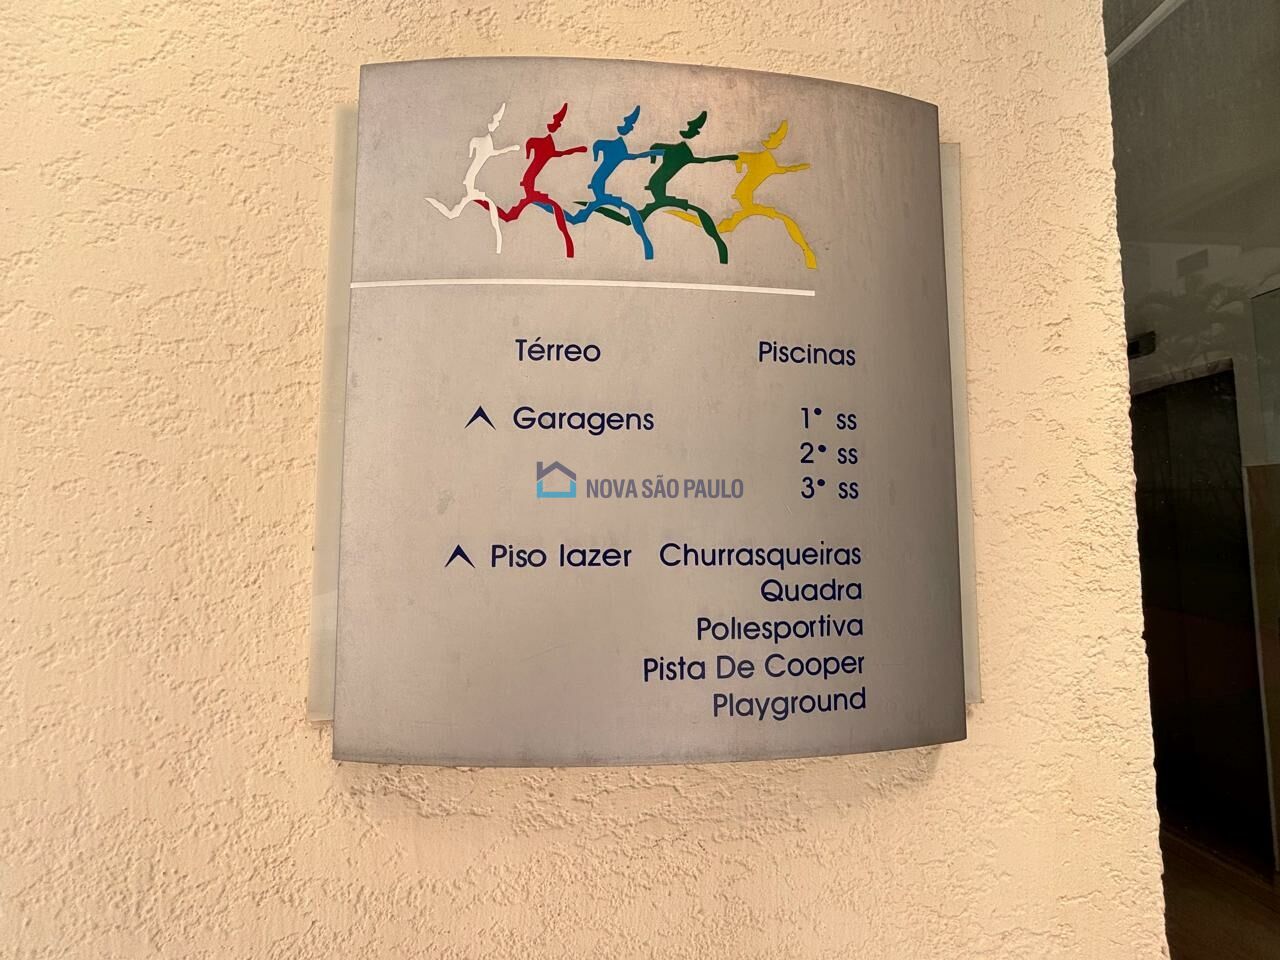 Térreo Piscinas
Garagens 1° ss
2° ss
NOVA SÃO PAULO
3° ss
Piso lazer Churrasqueiras
Quadra
Poliesportiva
Pista De Cooper
Playground